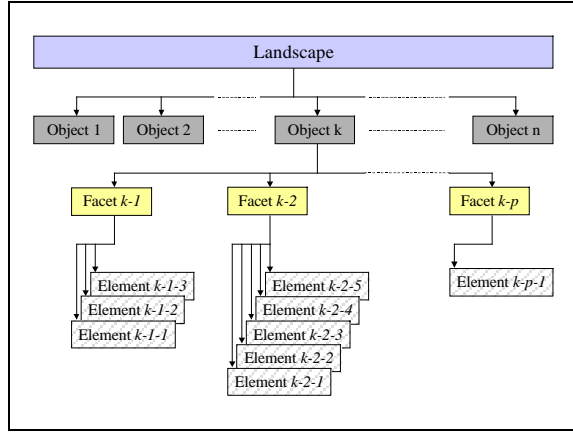 Landscape
Object 1 Object 2 Object k Object n
Facet k-1 Facet k-2 Facet k-p
Element k-1-3
Element k-1-2
Element k-1-1
Element k-2-5
Element k-2-4
Element k-2-3
Element k-2-2
Element k-2-1
Element k-p-1